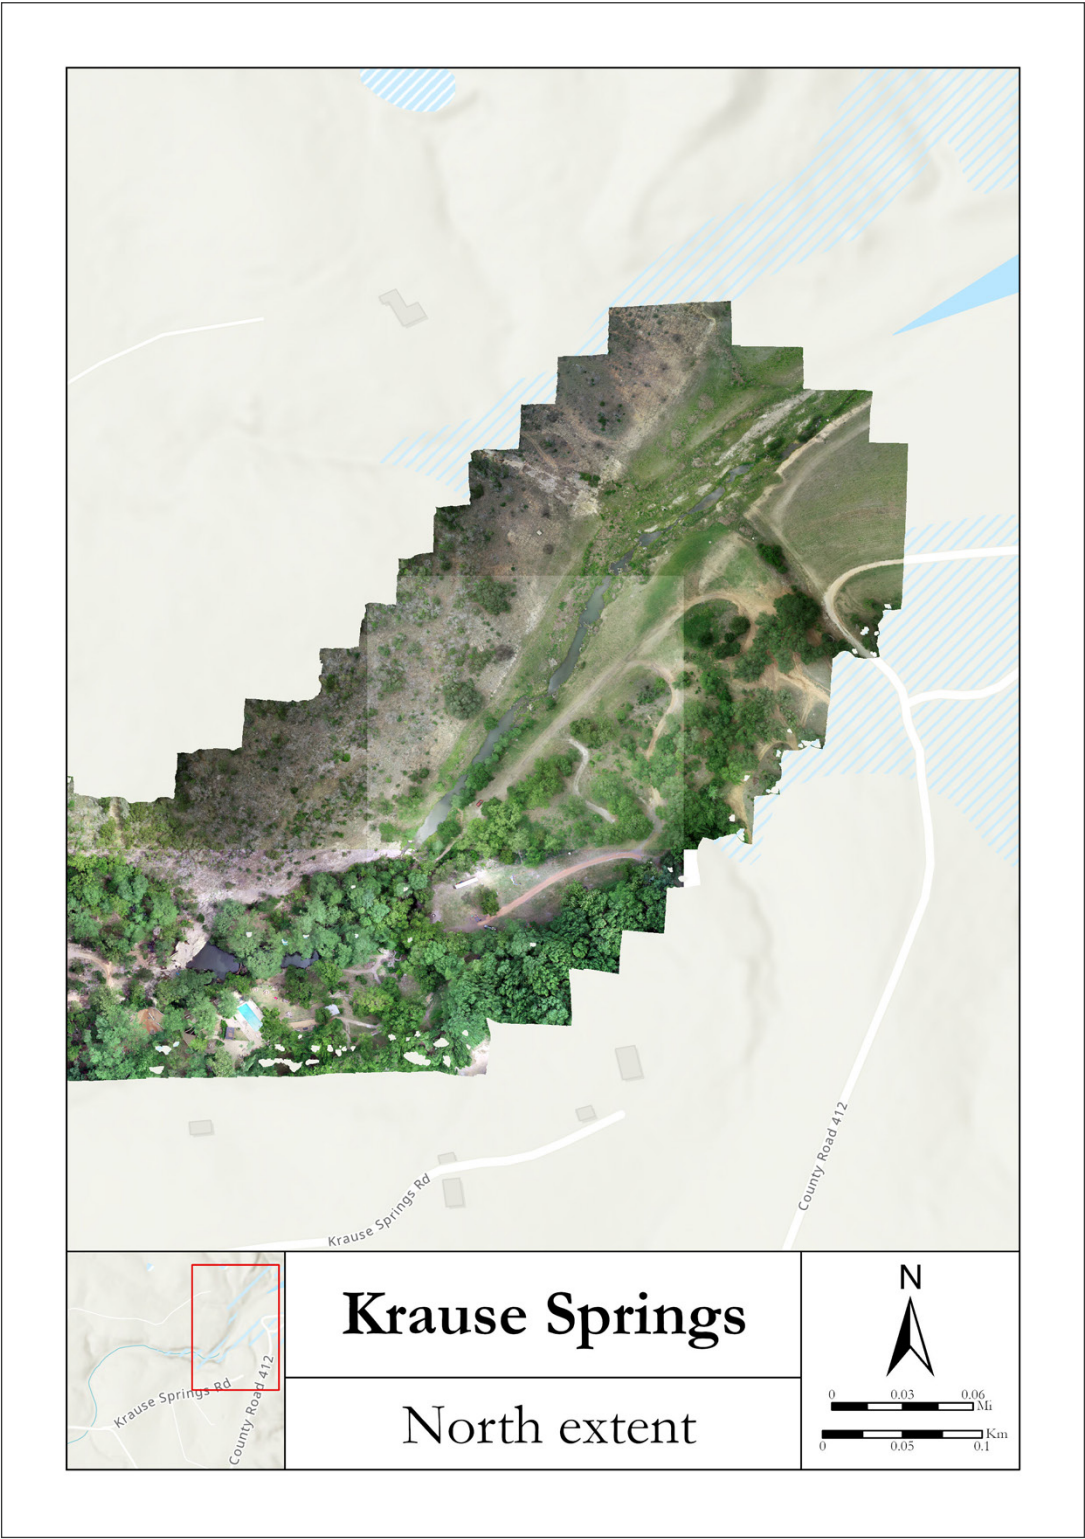 County Road 412
Krause Springs Rd
Krause Springs Rd
County Road 412
Krause Springs
North extent
N
0 0.03 0.06
Mi
Km
0 0.05 0.1